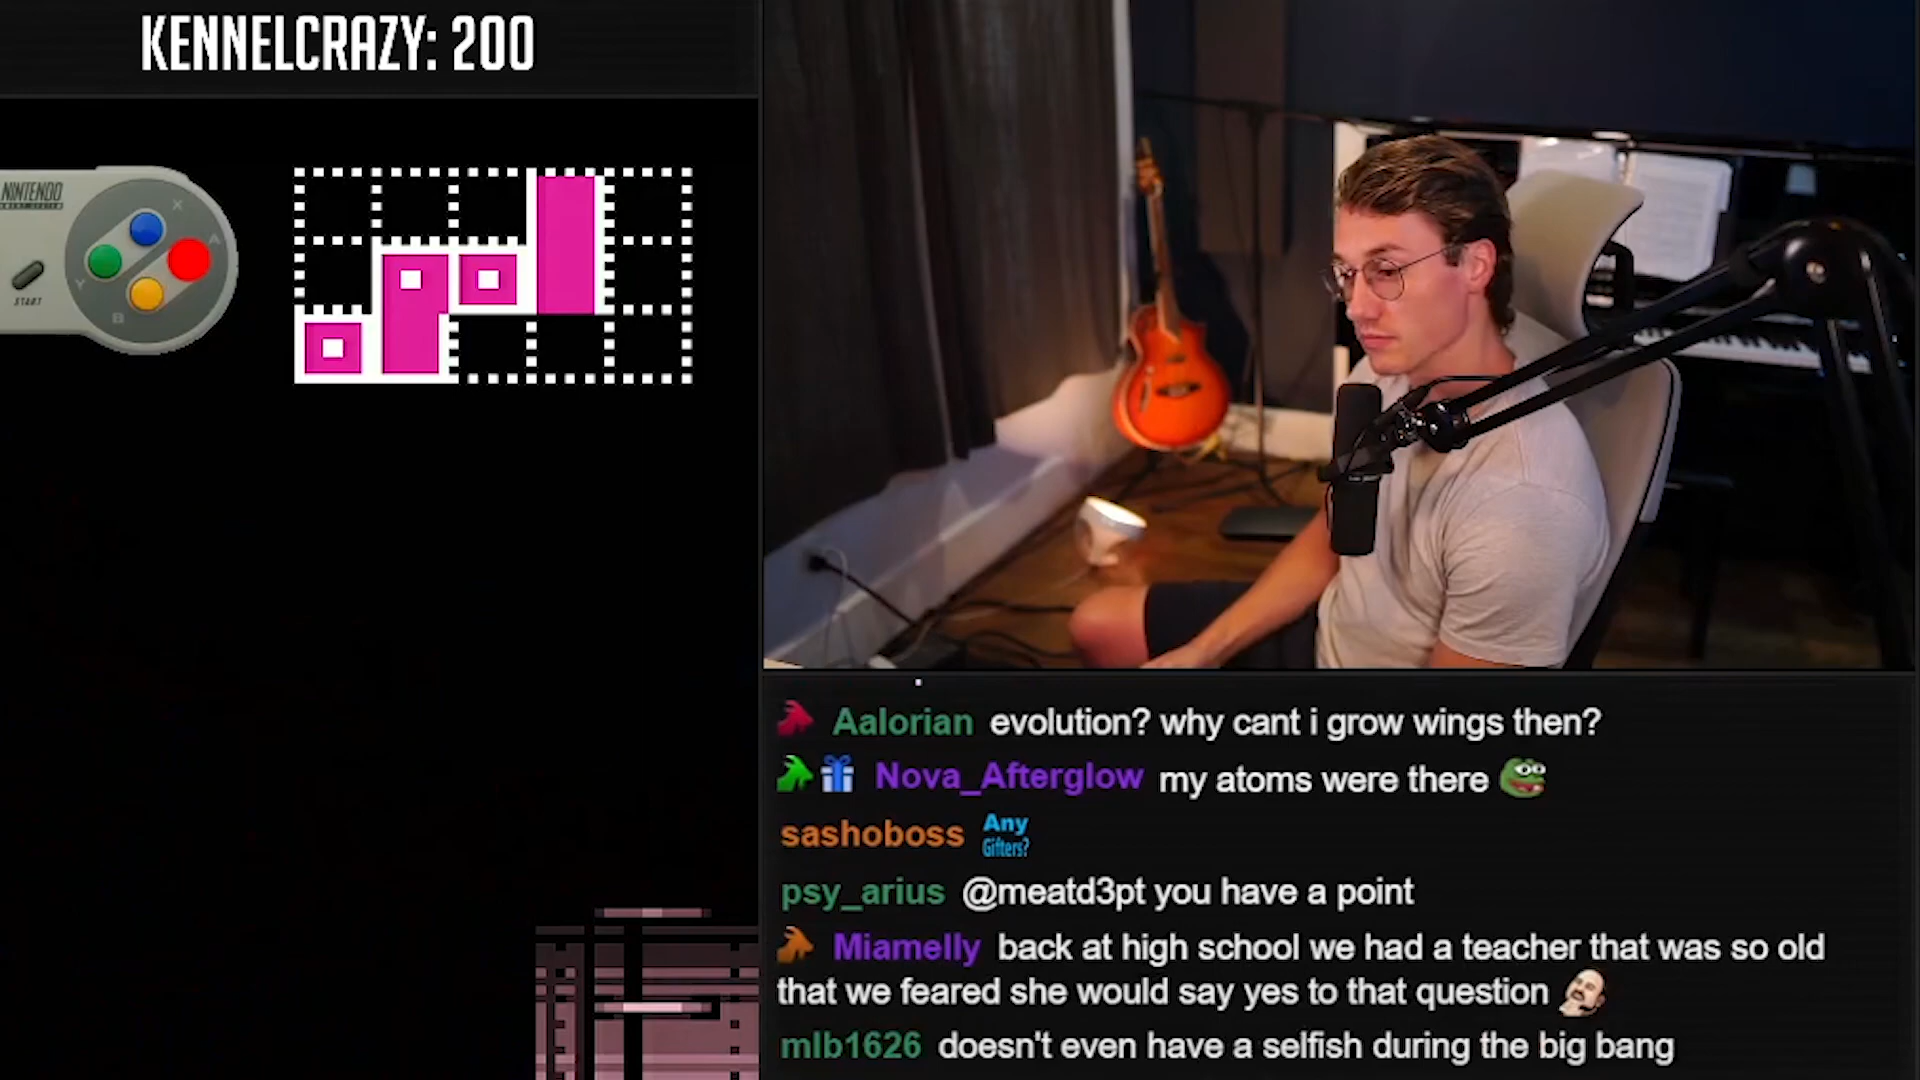 KENNELCRAZY: 200
NINTENDO
X
A
Y
B
START
Aalorian evolution? why cant i grow wings then?
Nova_Afterglow my atoms were there
sashoboss Any Gifters?
psy_arius @meatd3pt you have a point
Miamelly back at high school we had a teacher that was so old
that we feared she would say yes to that question
mlb1626 doesn't even have a selfish during the big bang